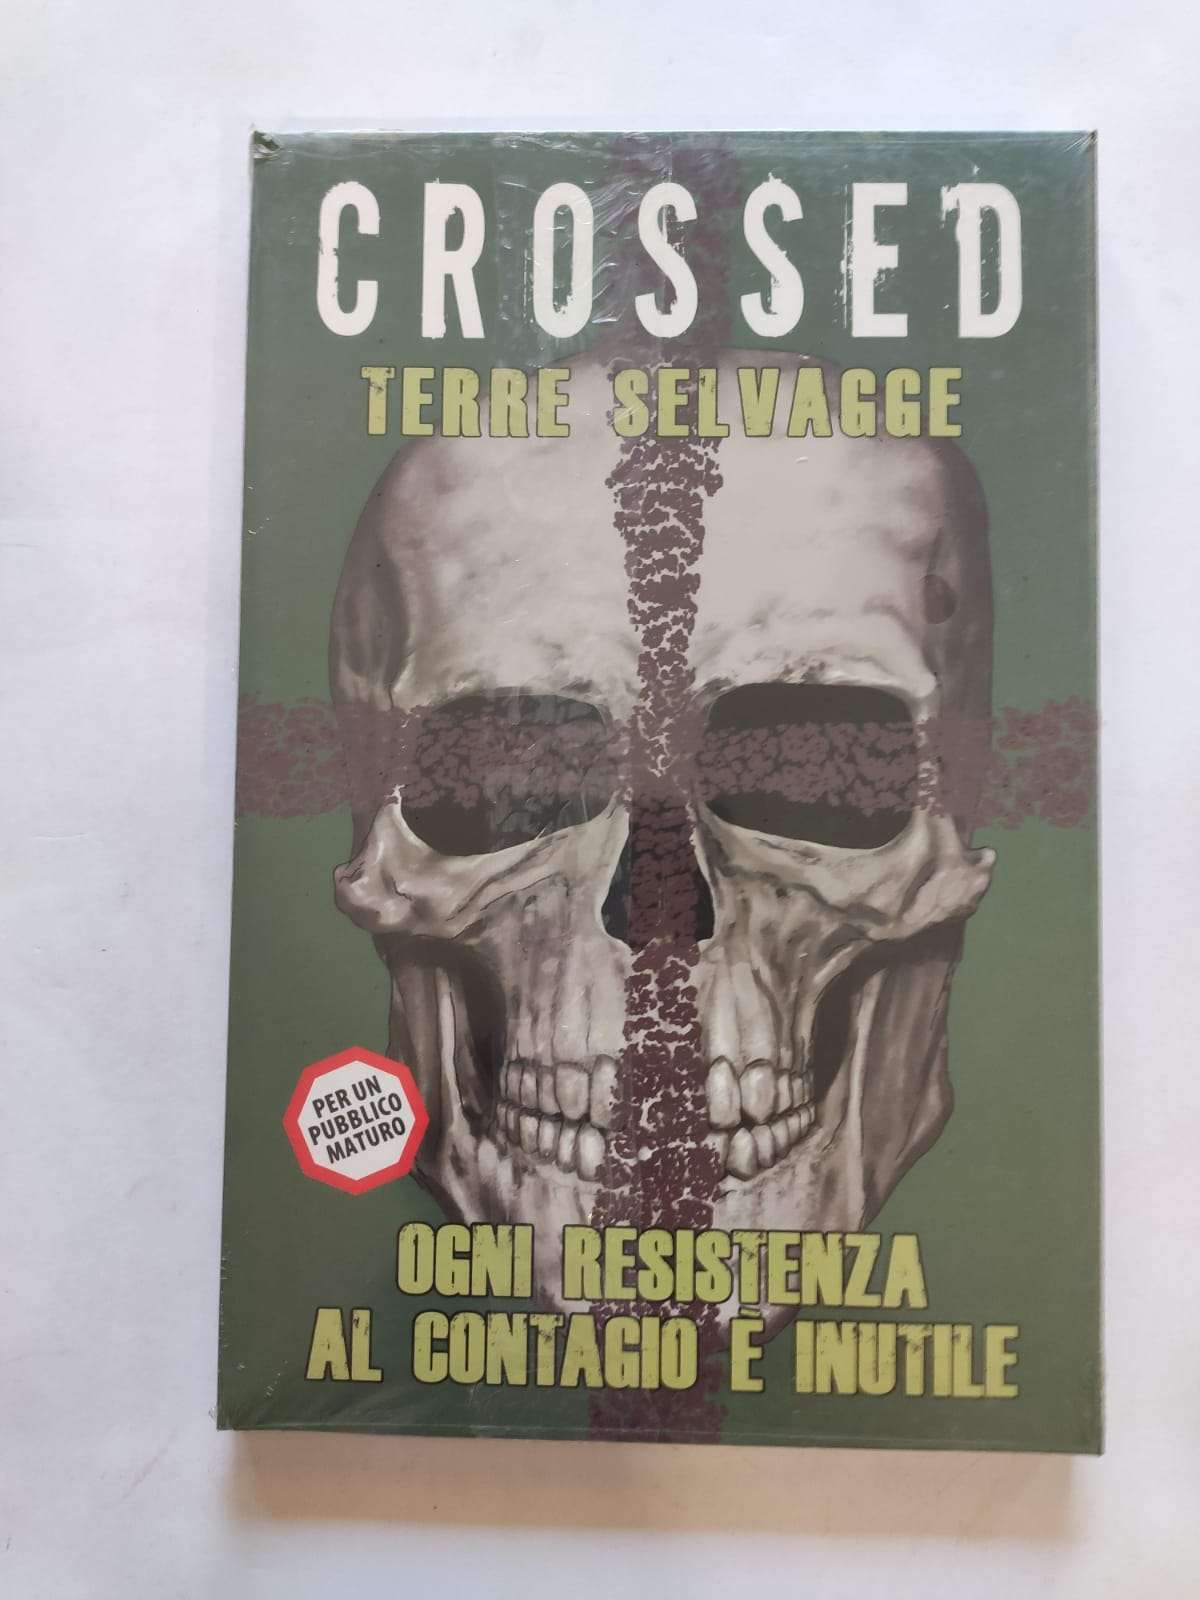 CROSSED
TERRE SELVAGGE
PER UN
PUBBLICO
MATURO
OGNI RESISTENZA
AL CONTAGIO È INUTILE